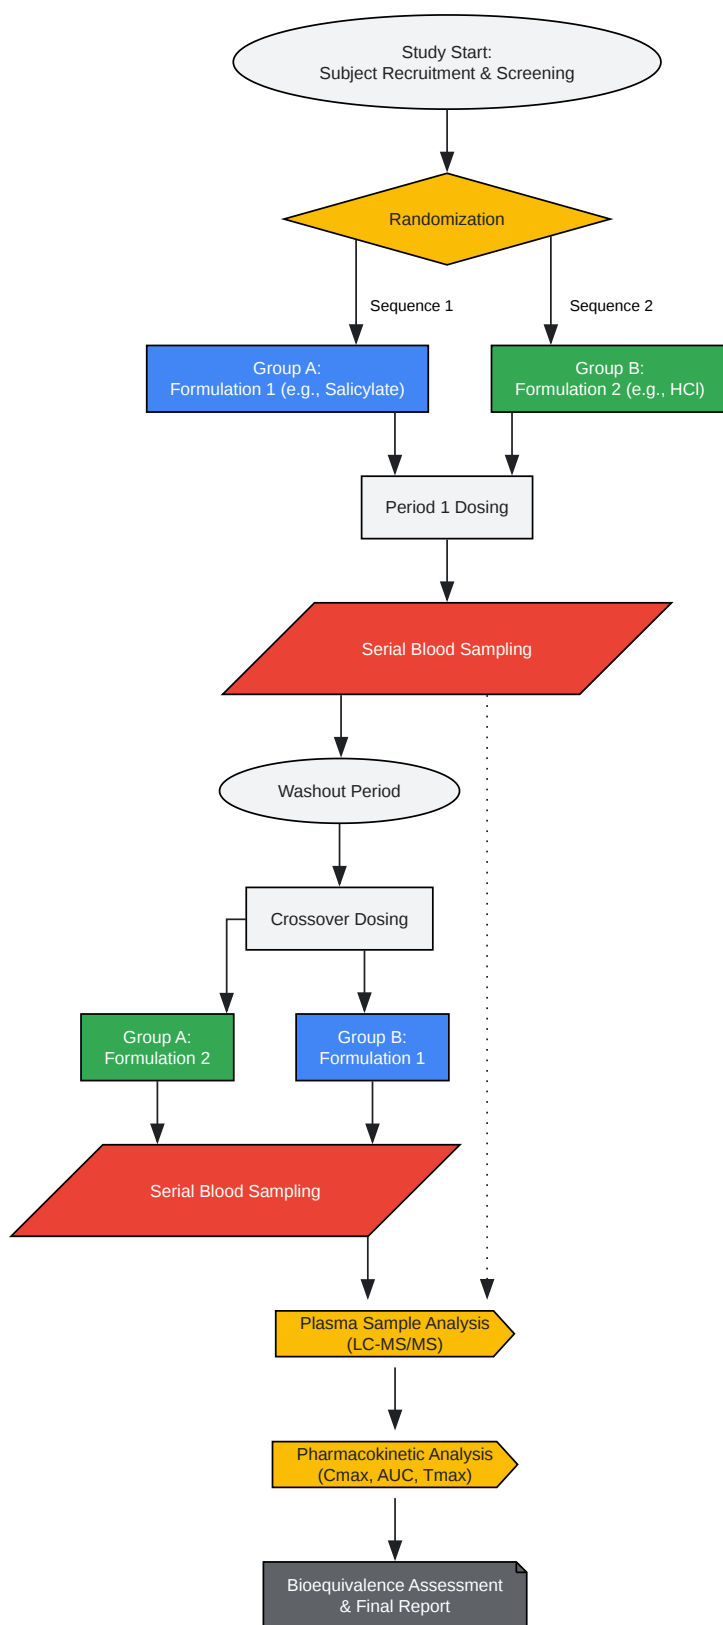 Study Start:
Subject Recruitment & Screening
Randomization
Sequence 1
Sequence 2
Group A:
Formulation 1 (e.g., Salicylate)
Group B:
Formulation 2 (e.g., HCl)
Period 1 Dosing
Serial Blood Sampling
Washout Period
Crossover Dosing
Group A:
Formulation 2
Group B:
Formulation 1
Serial Blood Sampling
Plasma Sample Analysis
(LC-MS/MS)
Pharmacokinetic Analysis
(Cmax, AUC, Tmax)
Bioequivalence Assessment
& Final Report